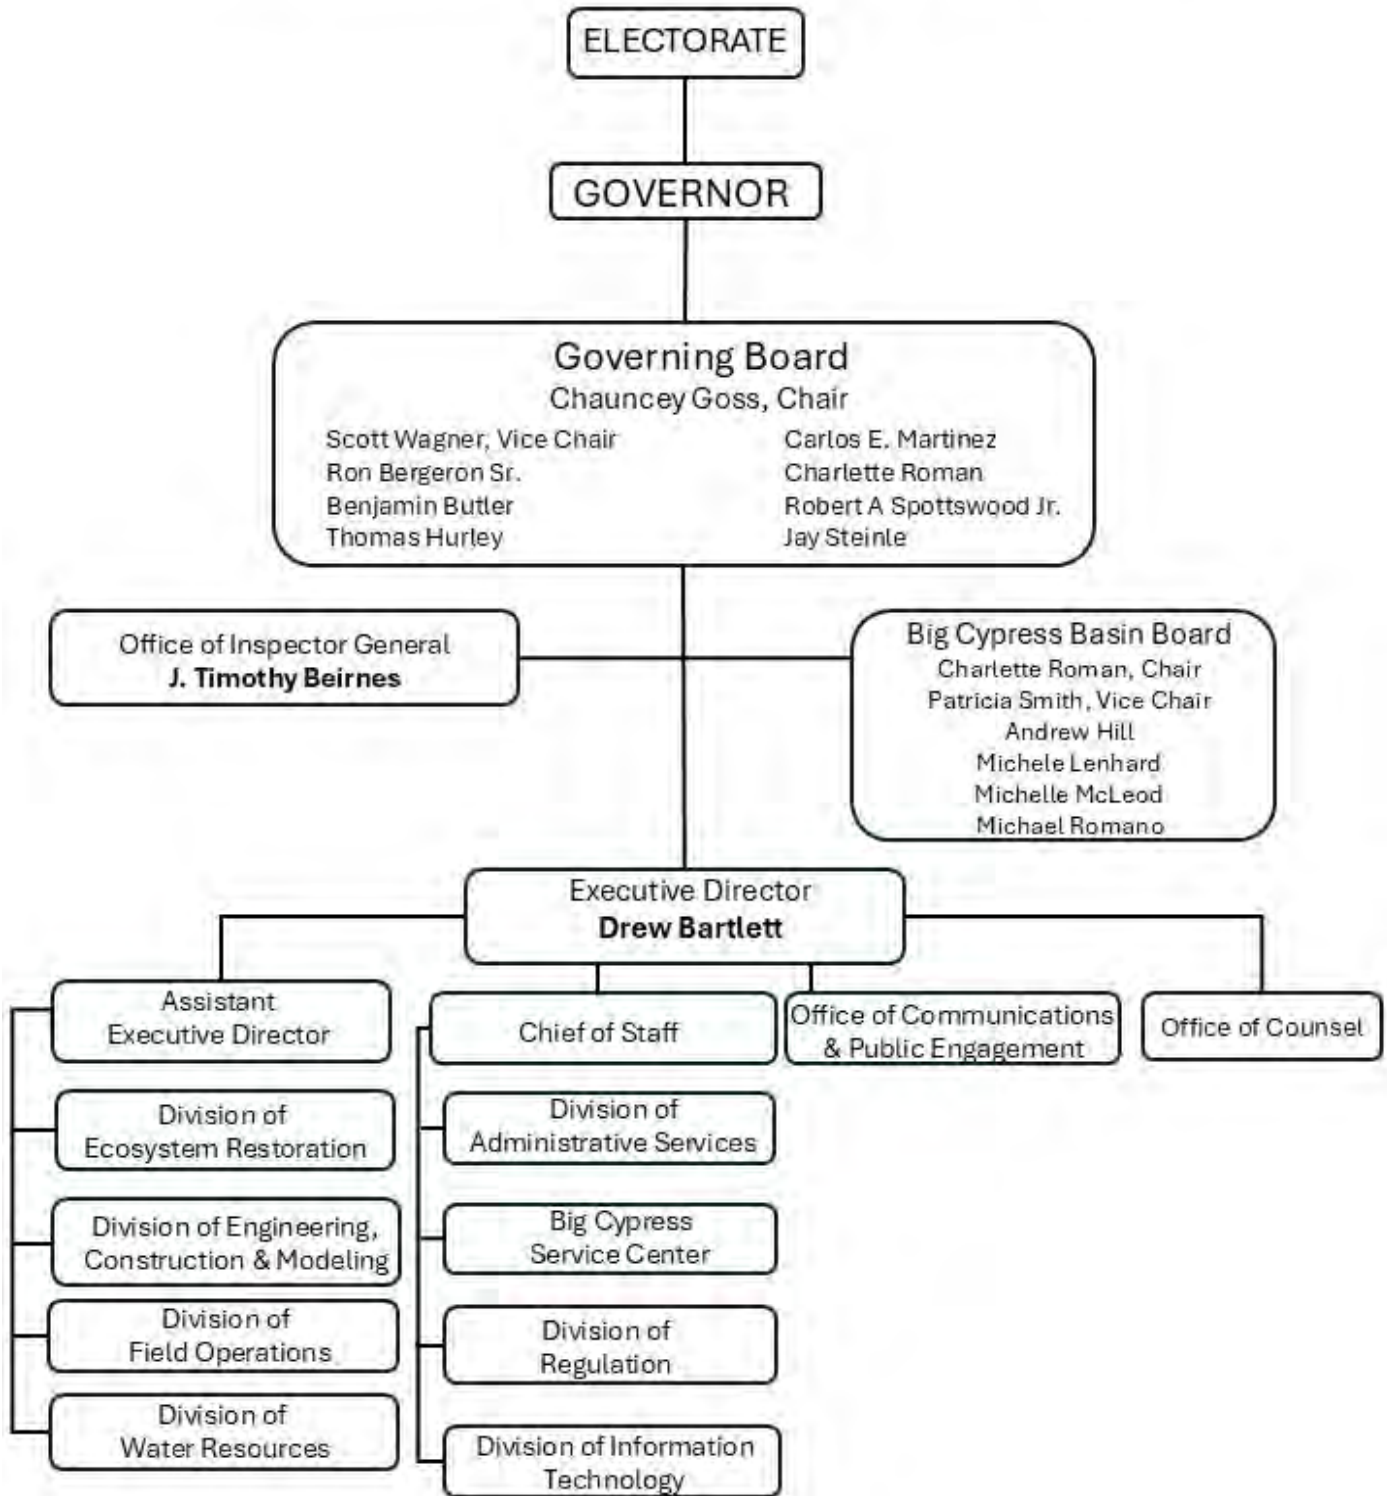 ELECTORATE
GOVERNOR
Governing Board
Chauncey Goss, Chair
Scott Wagner, Vice Chair
Ron Bergeron Sr.
Benjamin Butler
Thomas Hurley
Carlos E. Martinez
Charlette Roman
Robert A Spottswood Jr.
Jay Steinle
Office of Inspector General
J. Timothy Beirnes
Big Cypress Basin Board
Charlette Roman, Chair
Patricia Smith, Vice Chair
Andrew Hill
Michele Lenhard
Michelle McLeod
Michael Romano
Executive Director
Drew Bartlett
Assistant
Executive Director
Division of
Ecosystem Restoration
Division of Engineering,
Construction & Modeling
Division of
Field Operations
Division of
Water Resources
Chief of Staff
Division of
Administrative Services
Big Cypress
Service Center
Division of
Regulation
Division of Information
Technology
Office of Communications
& Public Engagement
Office of Counsel